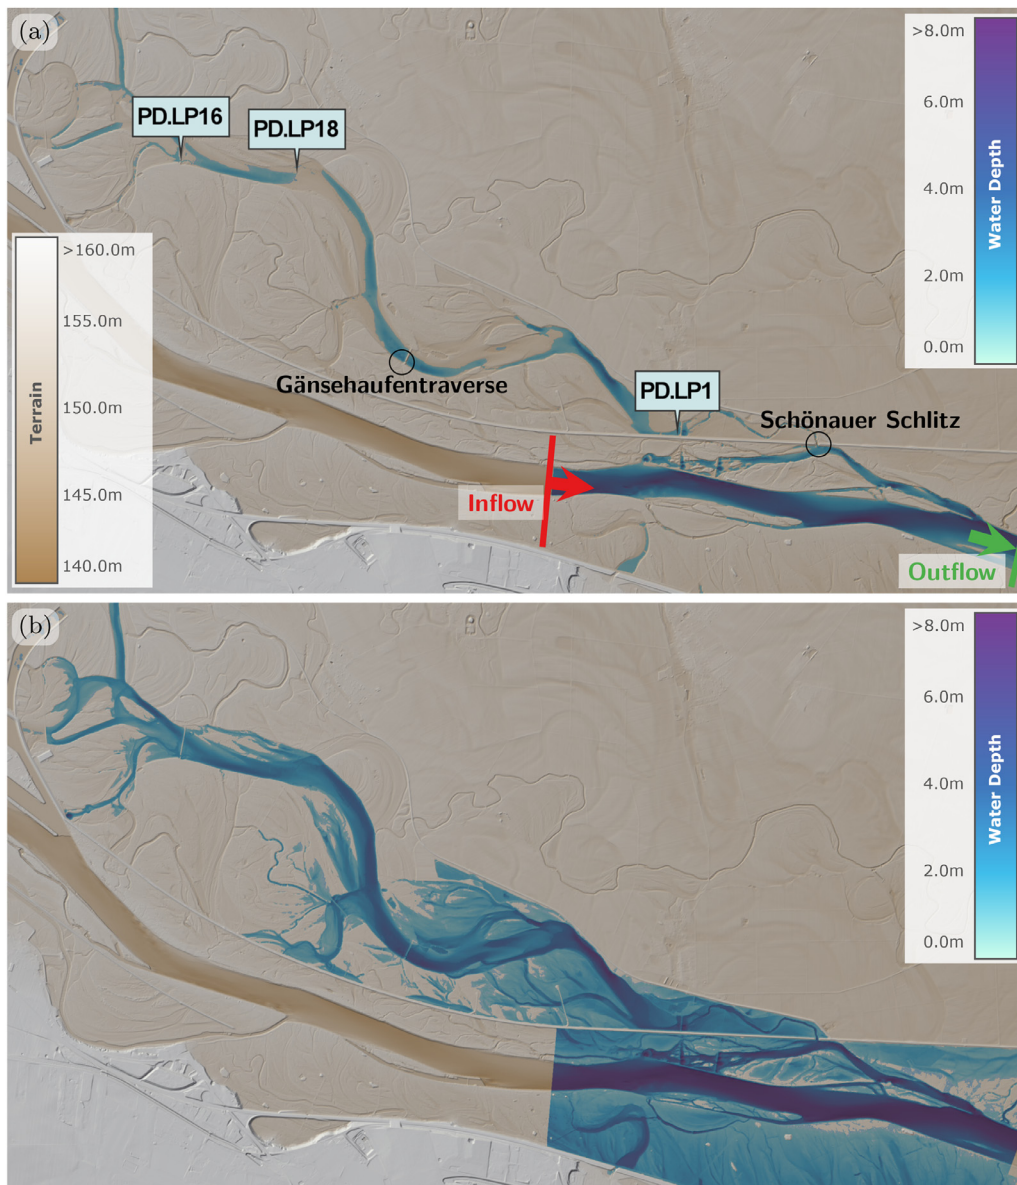 (a)
>8.0m
6.0m
4.0m
2.0m
0.0m
Water Depth
PD.LP16
PD.LP18
>160.0m
155.0m
150.0m
145.0m
140.0m
Terrain
Gänsehaufentraverse
PD.LP1
Schönauer Schlitz
Inflow
Outflow
(b)
>8.0m
6.0m
4.0m
2.0m
0.0m
Water Depth